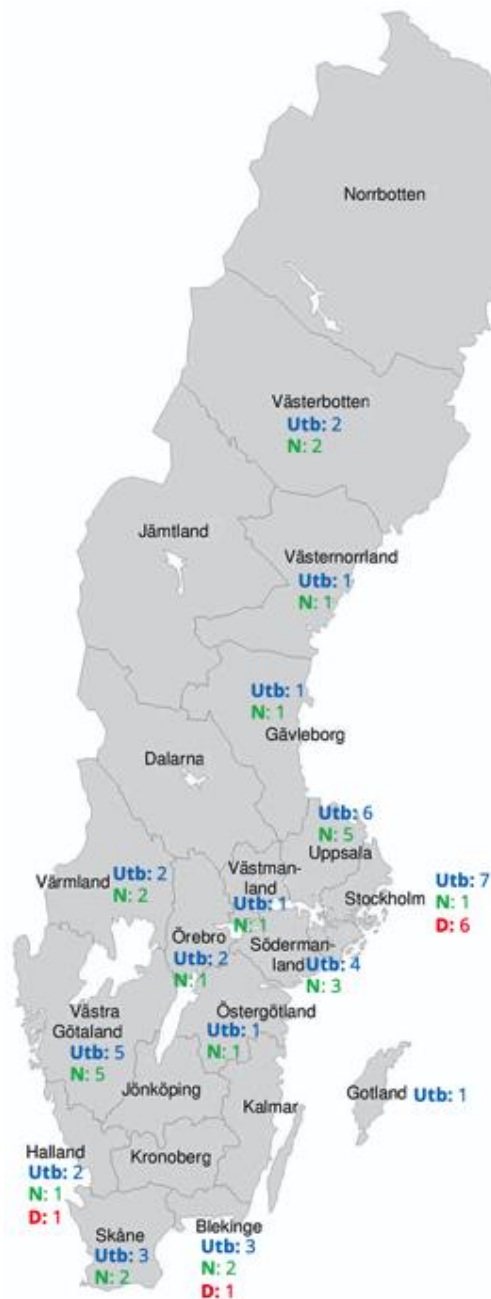 Norrbotten
Västerbotten
Utb: 2
N: 2
Jämtland
Västernorrland
Utb: 1
N: 1
Utb: 1
N: 1
Gävleborg
Dalarna
Utb: 6
N: 5
Uppsala
Värmland
Utb: 2
N: 2
Västman-
land
Utb: 1
N: 1
Stockholm
Utb: 7
N: 1
D: 6
Örebro
Utb: 2
N: 1
Söderman-
land
Utb: 4
N: 3
Västra
Götaland
Utb: 5
N: 5
Östergötland
Utb: 1
N: 1
Jönköping
Kalmar
Gotland
Utb: 1
Halland
Utb: 2
N: 1
D: 1
Kronoberg
Skåne
Utb: 3
N: 2
Blekinge
Utb: 3
N: 2
D: 1